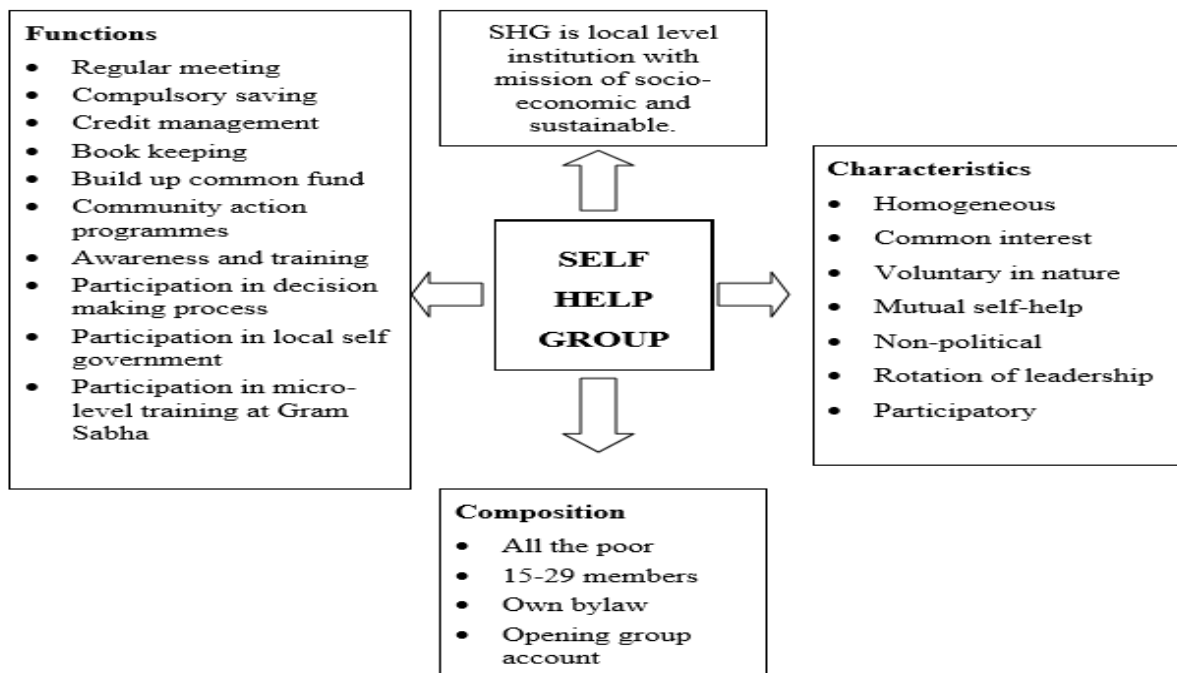 Functions
• Regular meeting
• Compulsory saving
• Credit management
• Book keeping
• Build up common fund
• Community action
programmes
• Awareness and training
• Participation in decision
making process
• Participation in local self
government
• Participation in micro-
level training at Gram
Sabha
SHG is local level
institution with
mission of socio-
economic and
sustainable.
SELF
HELP
GROUP
Characteristics
• Homogeneous
• Common interest
• Voluntary in nature
• Mutual self-help
• Non-political
• Rotation of leadership
• Participatory
Composition
• All the poor
• 15-29 members
• Own bylaw
• Opening group
account